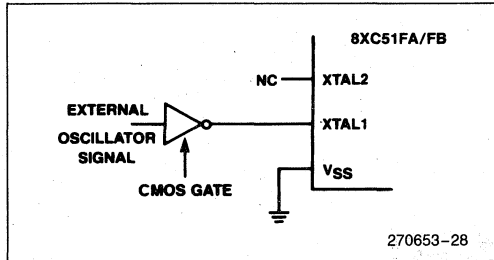 8XC51FA/FB
NC
XTAL2
EXTERNAL
OSCILLATOR
SIGNAL
XTAL1
CMOS GATE
VSS
270653-28